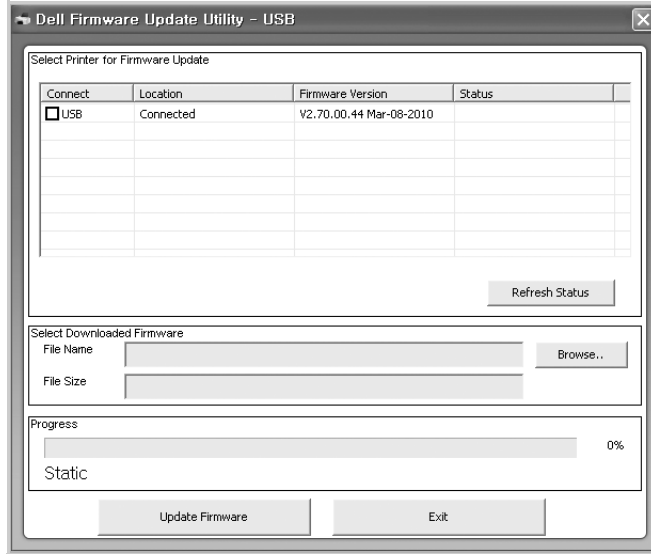 Dell Firmware Update Utility - USB
Select Printer for Firmware Update
Connect Location Firmware Version Status
USB Connected V2.70.00.44 Mar-08-2010
Refresh Status
Select Downloaded Firmware
File Name Browse..
File Size
Progress
0%
Static
Update Firmware Exit